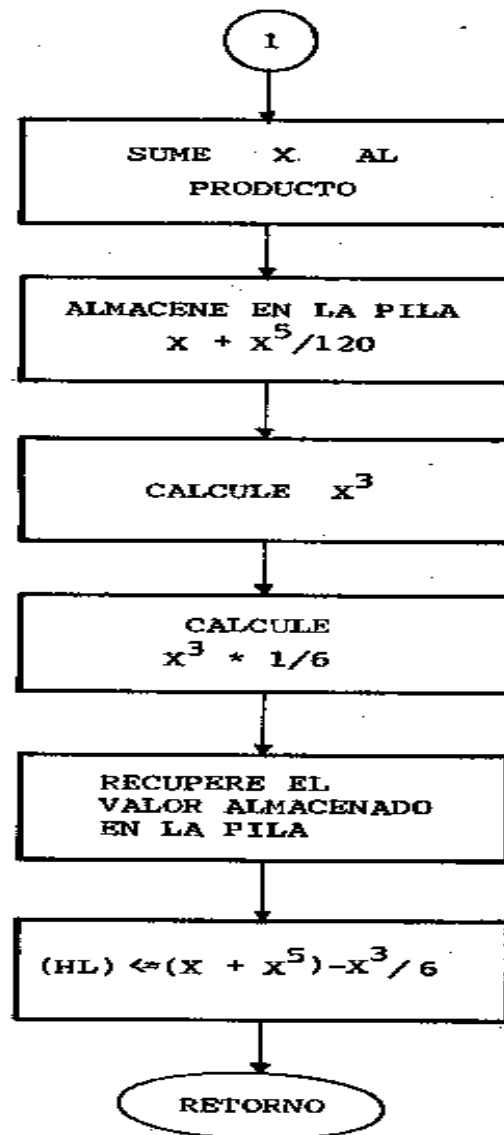 1
SUME X. AL
PRODUCTO
ALMACENE EN LA PILA
X + X⁵/120
CALCULE X³
CALCULE
X³ * 1/6
RECUPERE EL
VALOR ALMACENADO
EN LA PILA
(HL) <=(X + X⁵)-X³/6
RETORNO